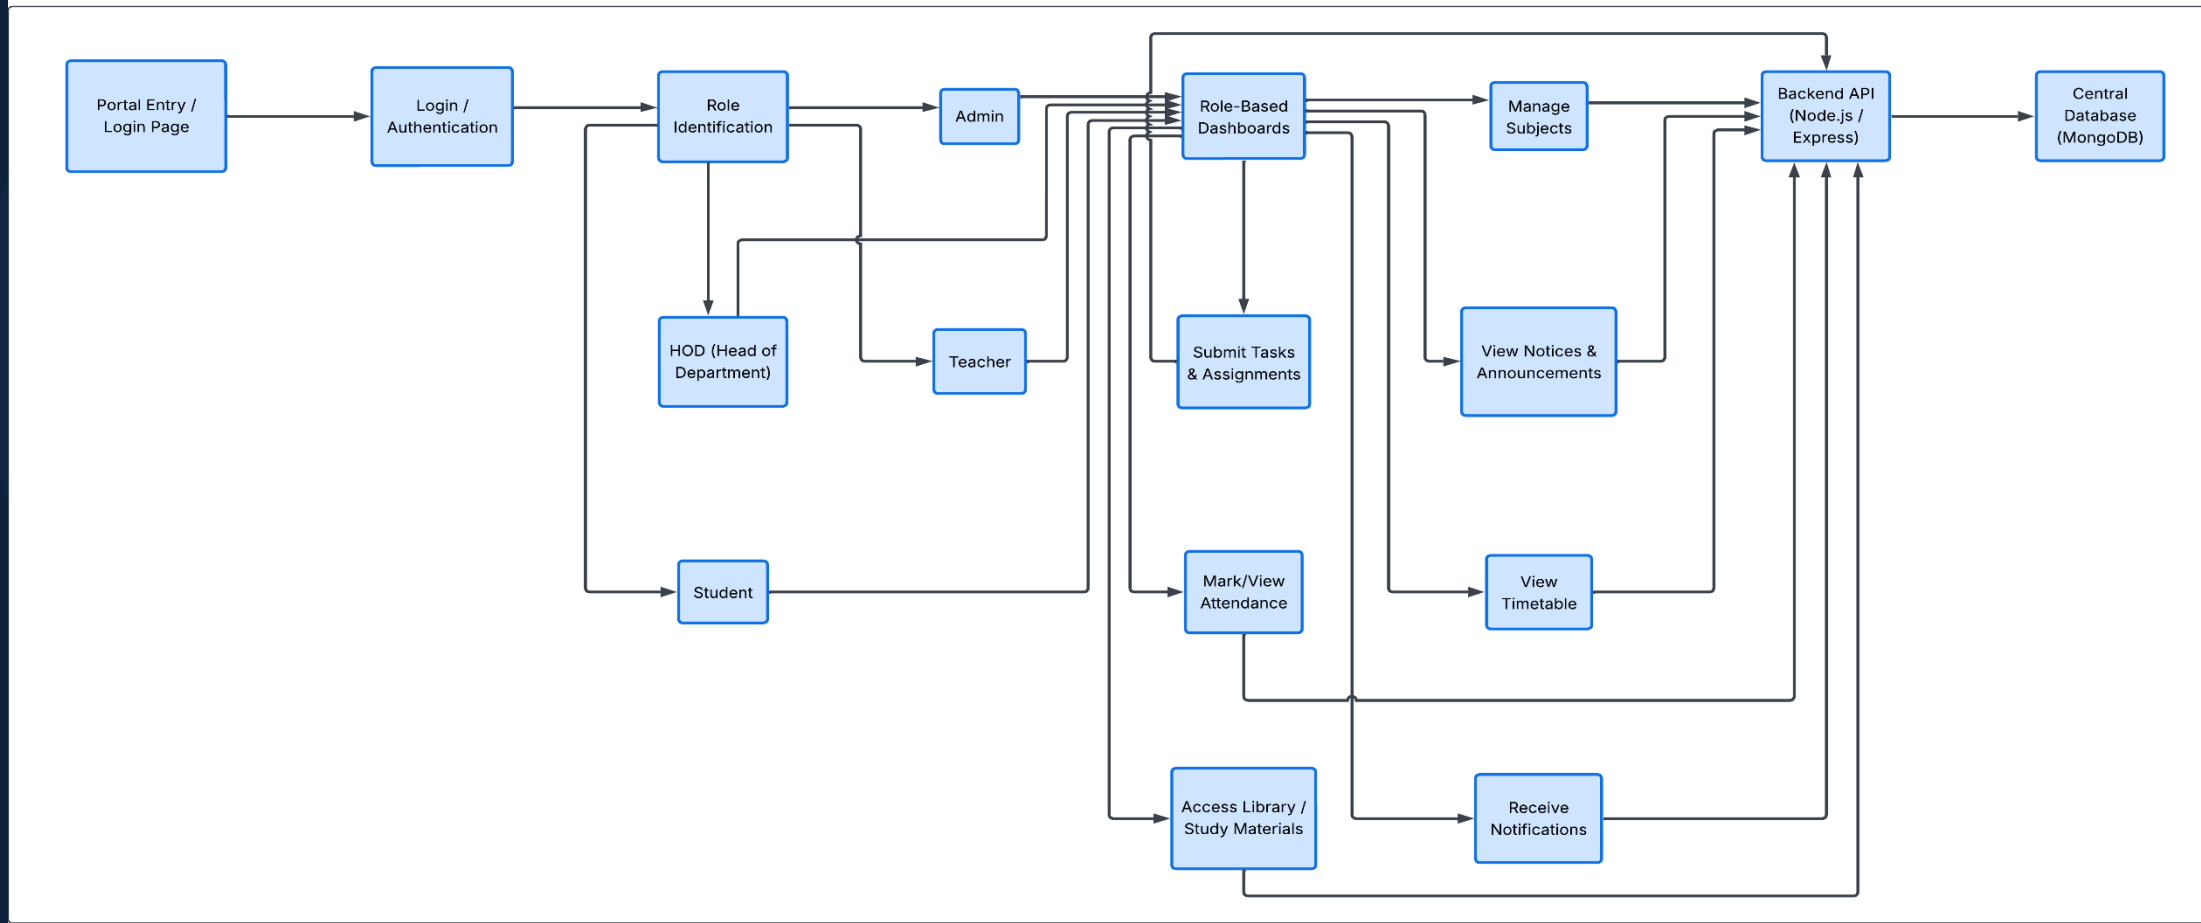 Portal Entry /
Login Page
Login /
Authentication
Role
Identification
Admin
Role-Based
Dashboards
Manage
Subjects
Backend API
(Node.js /
Express)
Central
Database
(MongoDB)
HOD (Head of
Department)
Teacher
Submit Tasks
& Assignments
View Notices &
Announcements
Student
Mark/View
Attendance
View
Timetable
Access Library /
Study Materials
Receive
Notifications